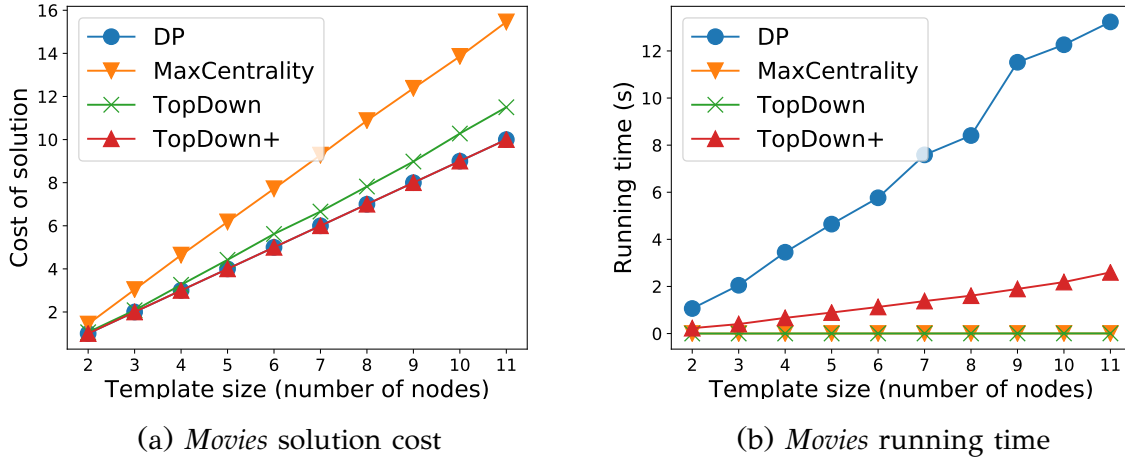 16
14
12
10
8
6
4
2
Cost of solution
DP
MaxCentrality
TopDown
TopDown+
2 3 4 5 6 7 8 9 10 11
Template size (number of nodes)
(a) Movies solution cost
12
10
8
6
4
2
0
Running time (s)
DP
MaxCentrality
TopDown
TopDown+
2 3 4 5 6 7 8 9 10 11
Template size (number of nodes)
(b) Movies running time